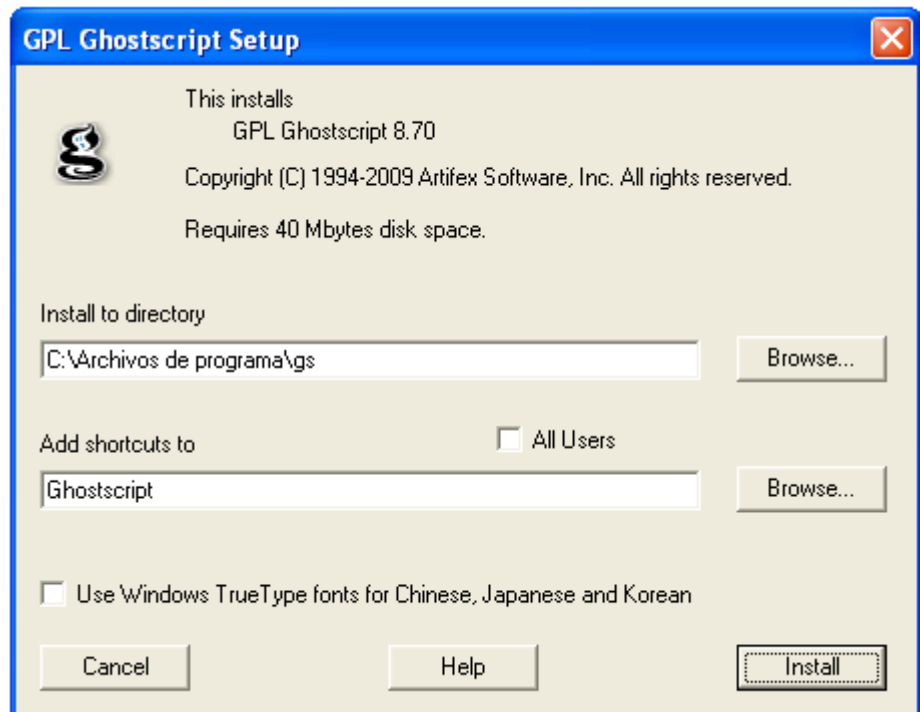 GPL Ghostscript Setup
This installs
GPL Ghostscript 8.70
Copyright (C) 1994-2009 Artifex Software, Inc. All rights reserved.
Requires 40 Mbytes disk space.
Install to directory
C:\Archivos de programa\gs
Browse...
Add shortcuts to
All Users
Ghostscript
Browse...
Use Windows TrueType fonts for Chinese, Japanese and Korean
Cancel
Help
Install